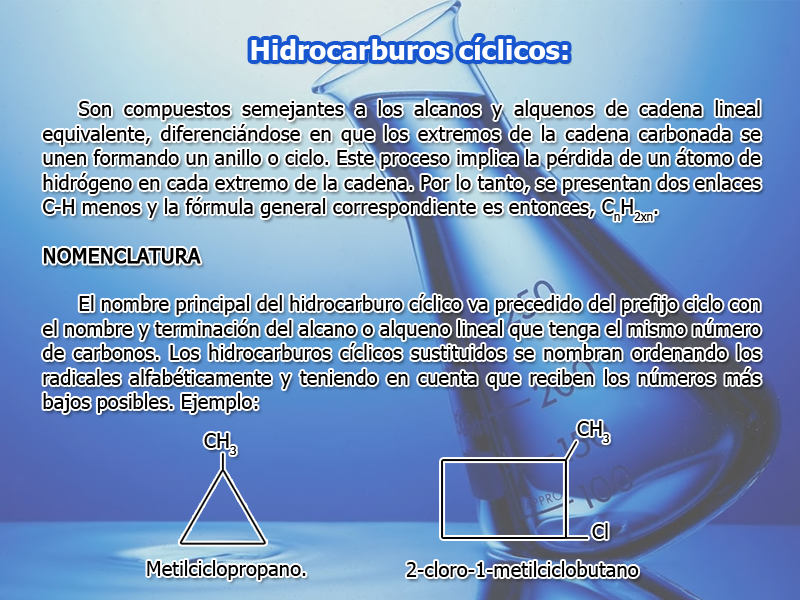 Hidrocarburos cíclicos:
Son compuestos semejantes a los alcanos y alquenos de cadena lineal
equivalente, diferenciándose en que los extremos de la cadena carbonada se
unen formando un anillo o ciclo. Este proceso implica la pérdida de un átomo de
hidrógeno en cada extremo de la cadena. Por lo tanto, se presentan dos enlaces
C-H menos y la fórmula general correspondiente es entonces, CnH2xn.
NOMENCLATURA
El nombre principal del hidrocarburo cíclico va precedido del prefijo ciclo con
el nombre y terminación del alcano o alqueno lineal que tenga el mismo número
de carbonos. Los hidrocarburos cíclicos sustituidos se nombran ordenando los
radicales alfabéticamente y teniendo en cuenta que reciben los números más
bajos posibles. Ejemplo:
CH3
CH3
Cl
Metilciclopropano.
2-cloro-1-metilciclobutano
250
200
150
APPROX
100